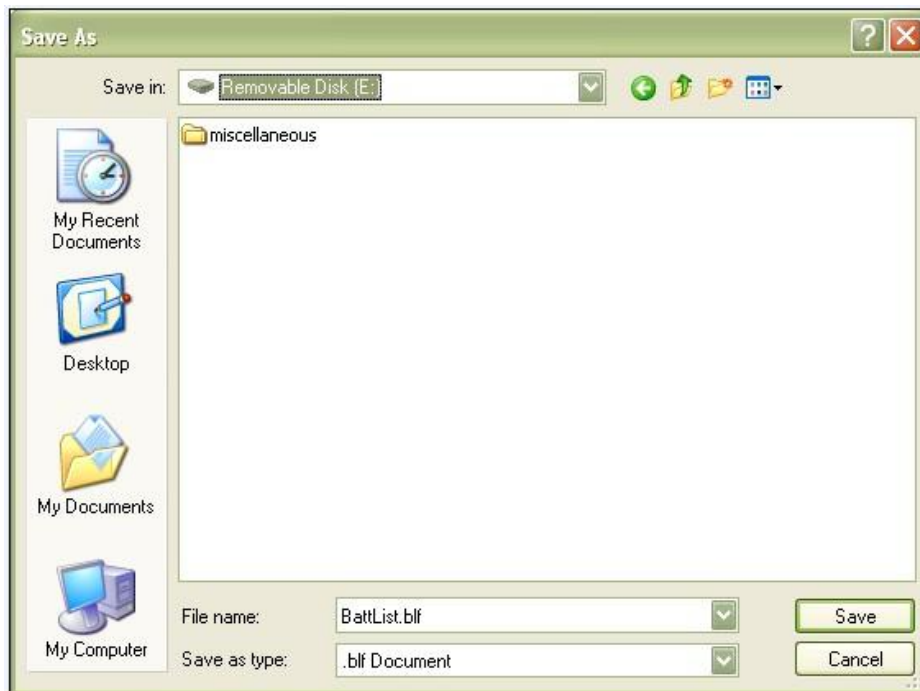 Save As
Save in:
Removable Disk (E:
miscellaneous
My Recent
Documents
Desktop
My Documents
My Computer
File name:
BattList.blf
Save
Save as type:
.blf Document
Cancel